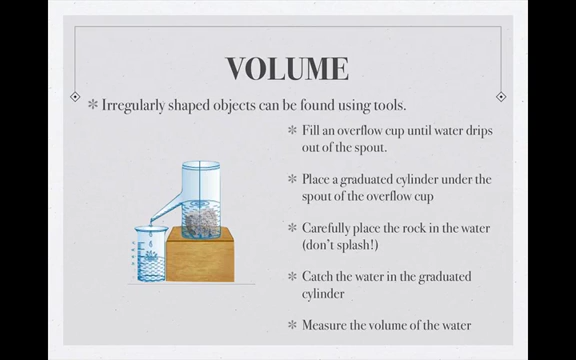 VOLUME
✼ Irregularly shaped objects can be found using tools.
✼ Fill an overflow cup until water drips
out of the spout.
✼ Place a graduated cylinder under the
spout of the overflow cup
✼ Carefully place the rock in the water
(don't splash!)
✼ Catch the water in the graduated
cylinder
✼ Measure the volume of the water